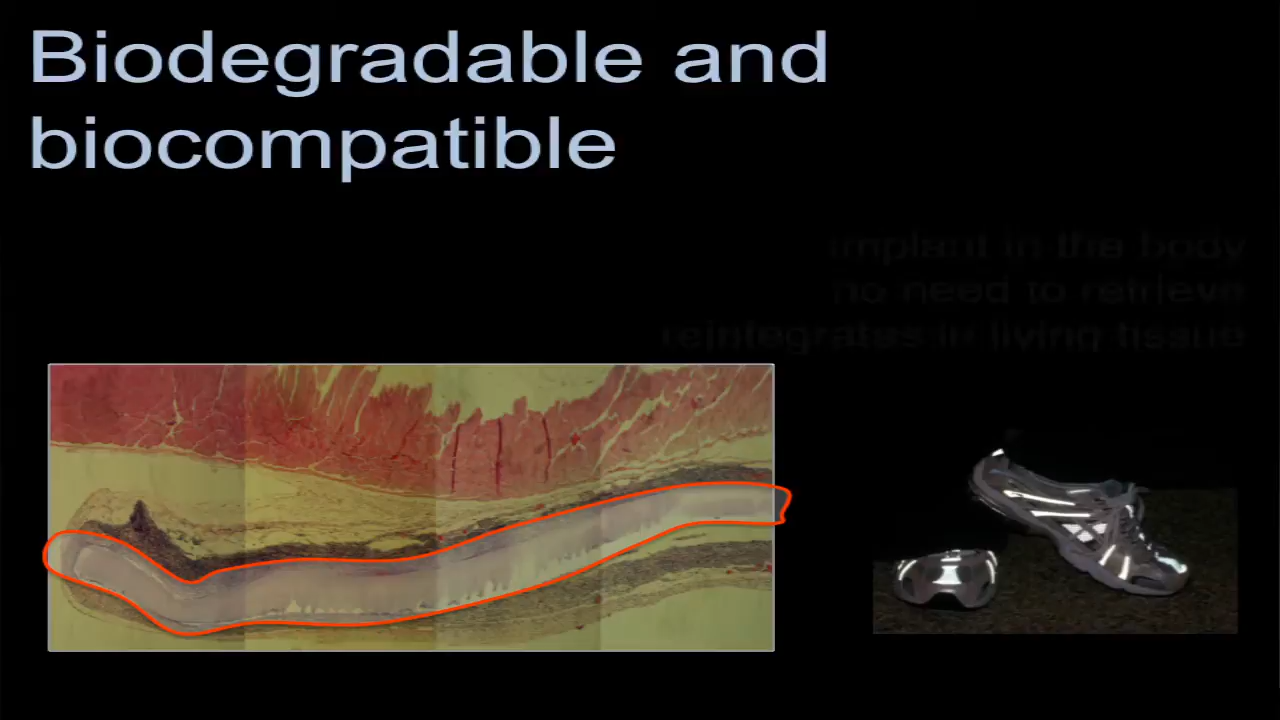 Biodegradable and
biocompatible
implant in the body
no need to retrieve
reintegrates in living tissue